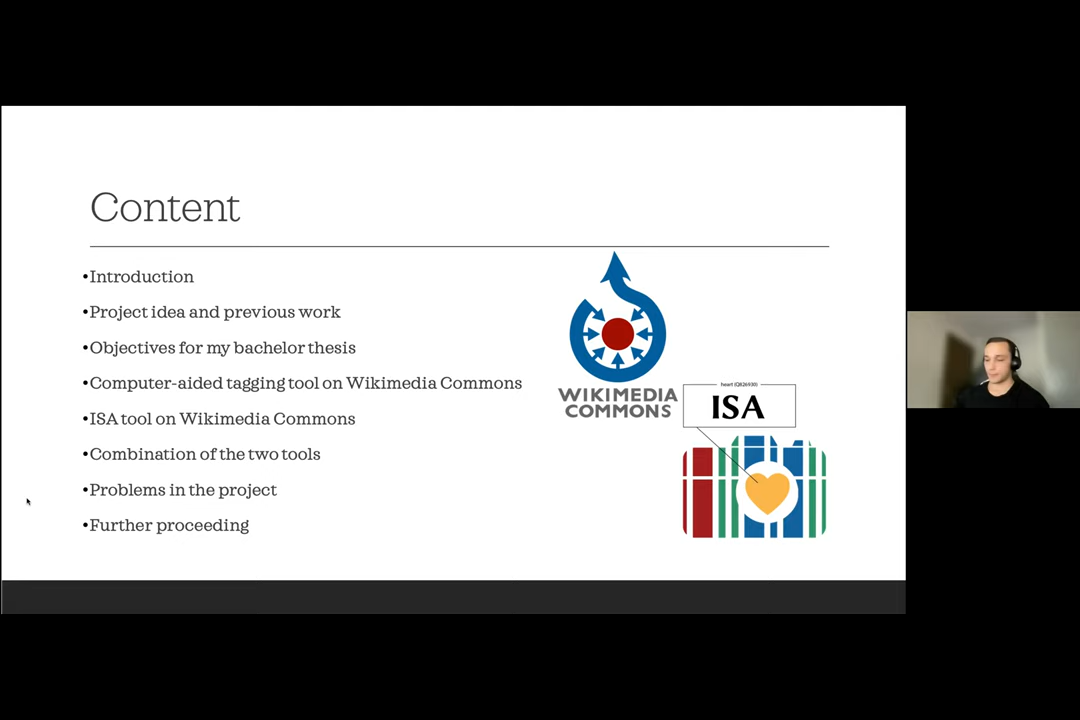 Content
•Introduction
•Project idea and previous work
•Objectives for my bachelor thesis
•Computer-aided tagging tool on Wikimedia Commons
•ISA tool on Wikimedia Commons
•Combination of the two tools
•Problems in the project
•Further proceeding
WIKIMEDIA
COMMONS
heart (Q826930)
ISA